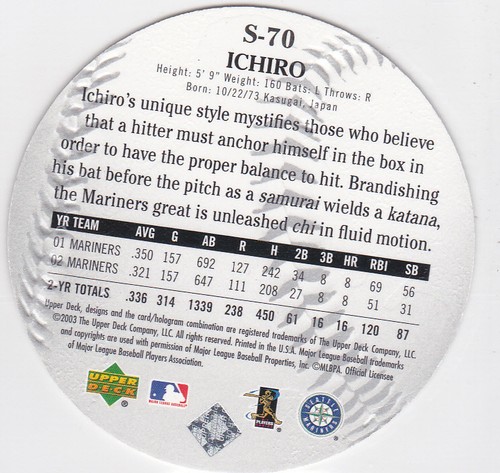 S-70
ICHIRO
Height: 5' 9" Weight: 160 Bats: L Throws: R
Born: 10/22/73 Kasugai, Japan
Ichiro's unique style mystifies those who believe
that a hitter must anchor himself in the box in
order to have the proper balance to hit. Brandishing
his bat before the pitch as a samurai wields a katana,
the Mariners great is unleashed chi in fluid motion.
YR TEAM AVG G AB R H 2B 3B HR RBI SB
01 MARINERS .350 157 692 127 242 34 8 8 69 56
02 MARINERS .321 157 647 111 208 27 8 8 51 31
2-YR TOTALS .336 314 1339 238 450 61 16 16 120 87
Upper Deck, designs and the card/hologram combination are registered trademarks of The Upper Deck Company, LLC.
©2003 The Upper Deck Company, LLC. All rights reserved. Printed in the U.S.A. Major League Baseball trademarks
and copyrights are used with permission of Major League Baseball Properties, Inc. ©MLBPA. Official Licensee
of Major League Baseball Players Association.
UPPER
DECK
MAJOR LEAGUE BASEBALL
PLAYERS
SEATTLE
MARINERS